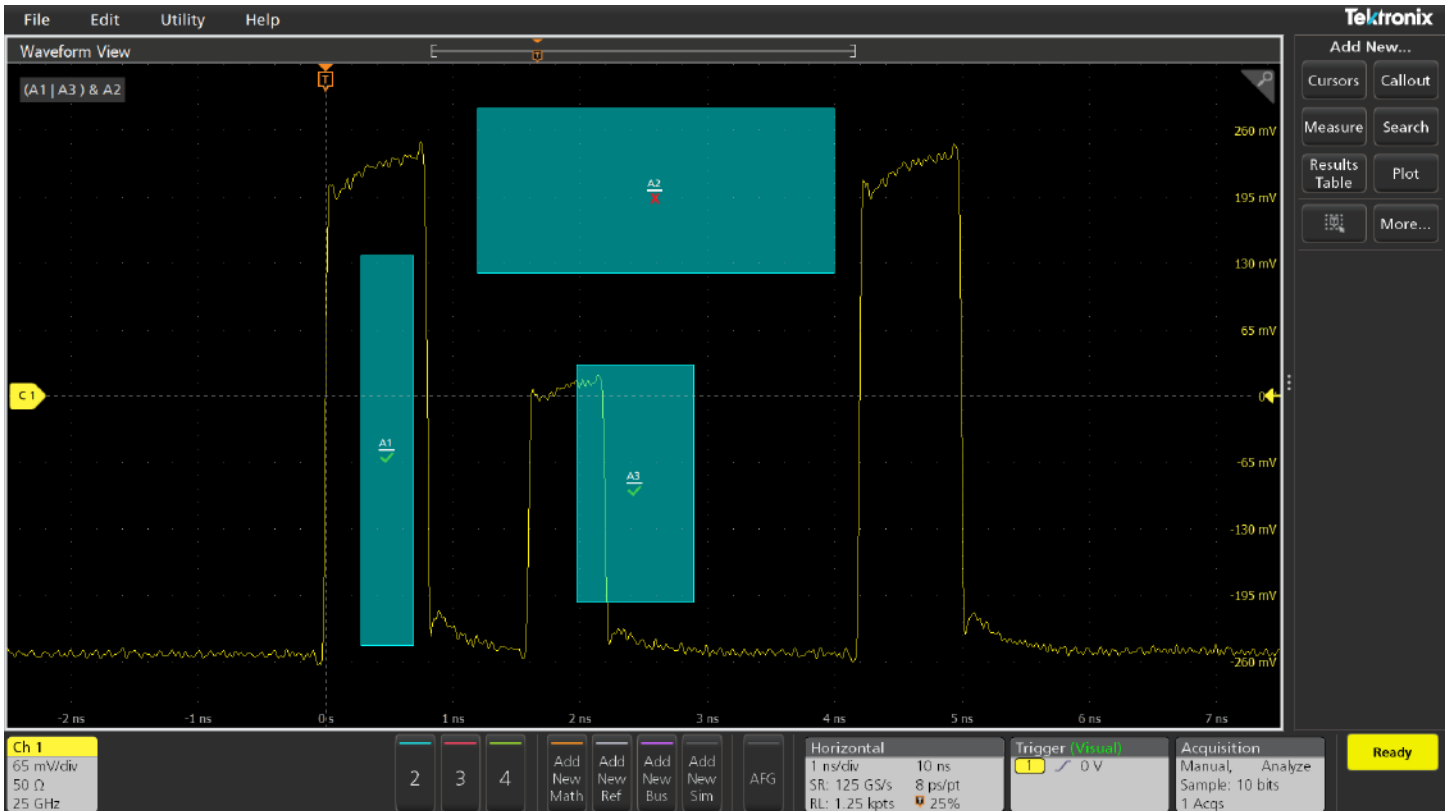 File Edit Utility Help
Tektronix
Waveform View
Add New...
T
T
(A1 | A3 ) & A2
Cursors Callout
Measure Search
Results Table Plot
More...
260 mV
195 mV
130 mV
65 mV
0
-65 mV
-130 mV
-195 mV
-260 mV
A2
X
A1
A3
C 1
-2 ns -1 ns 0 s 1 ns 2 ns 3 ns 4 ns 5 ns 6 ns 7 ns
Ch 1
65 mV/div
50 Ω
25 GHz
2 3 4
Add New Math
Add New Ref
Add New Bus
Add New Sim
AFG
Horizontal
1 ns/div 10 ns
SR: 125 GS/s 8 ps/pt
RL: 1.25 kpts 25%
Trigger (Visual)
1 0 V
Acquisition
Manual, Analyze
Sample: 10 bits
1 Acqs
Ready